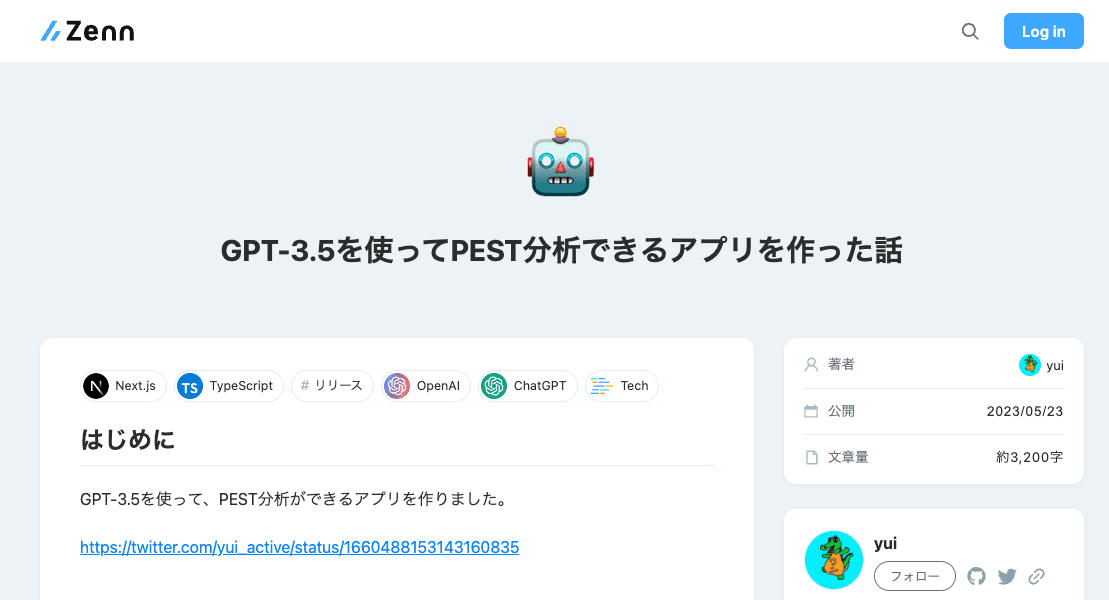 Zenn
Log in
GPT-3.5を使ってPEST分析できるアプリを作った話
N Next.js
TS TypeScript
# リリース
OpenAI
ChatGPT
Tech
はじめに
GPT-3.5を使って、PEST分析ができるアプリを作りました。
https://twitter.com/yui_active/status/1660488153143160835
著者 yui
公開 2023/05/23
文章量 約3,200字
yui
フォロー